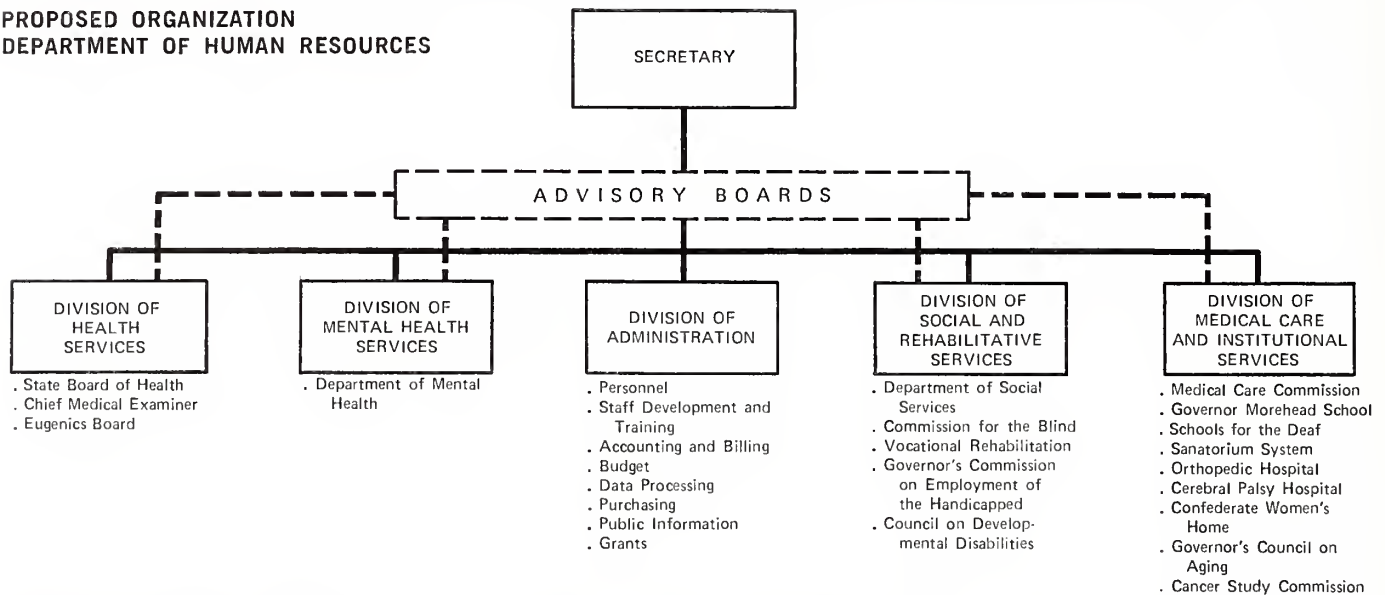 PROPOSED ORGANIZATION
DEPARTMENT OF HUMAN RESOURCES
SECRETARY
ADVISORY BOARDS
DIVISION OF
HEALTH
SERVICES
. State Board of Health
. Chief Medical Examiner
. Eugenics Board
DIVISION OF
MENTAL HEALTH
SERVICES
. Department of Mental
Health
DIVISION OF
ADMINISTRATION
. Personnel
. Staff Development and
Training
. Accounting and Billing
. Budget
. Data Processing
. Purchasing
. Public Information
. Grants
DIVISION OF
SOCIAL AND
REHABILITATIVE
SERVICES
. Department of Social
Services
. Commission for the Blind
. Vocational Rehabilitation
. Governor's Commission
on Employment of
the Handicapped
. Council on Develop-
mental Disabilities
DIVISION OF
MEDICAL CARE
AND INSTITUTIONAL
SERVICES
. Medical Care Commission
. Governor Morehead School
. Schools for the Deaf
. Sanatorium System
. Orthopedic Hospital
. Cerebral Palsy Hospital
. Confederate Women's
Home
. Governor's Council on
Aging
. Cancer Study Commission